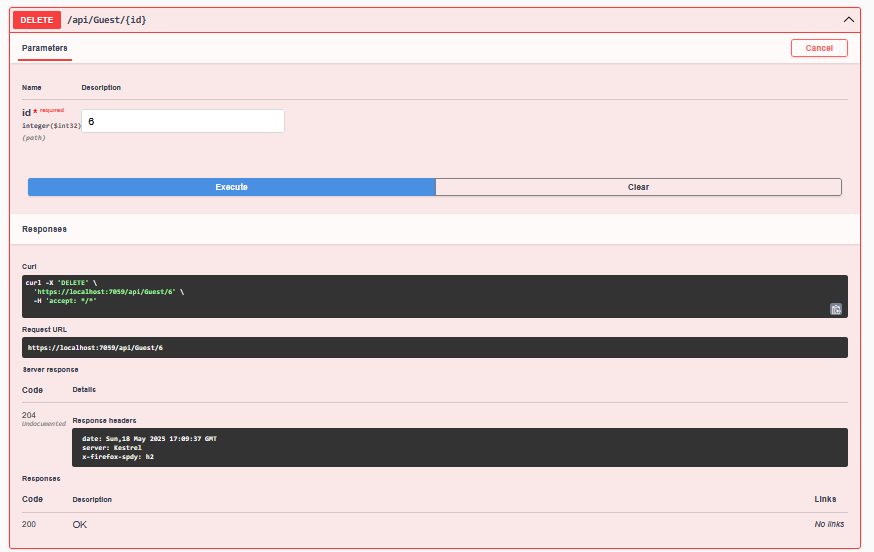 DELETE /api/Guest/{id}
Parameters
Cancel
Name Description
id * required
integer($int32)
(path)
6
Execute Clear
Responses
Curl
curl -X 'DELETE' \
'https://localhost:7059/api/Guest/6' \
-H 'accept: */*'
Request URL
https://localhost:7059/api/Guest/6
Server response
Code Details
204
Undocumented
Response headers
date: Sun,18 May 2025 17:09:37 GMT
server: Kestrel
x-firefox-spdy: h2
Responses
Code Description Links
200 OK No links